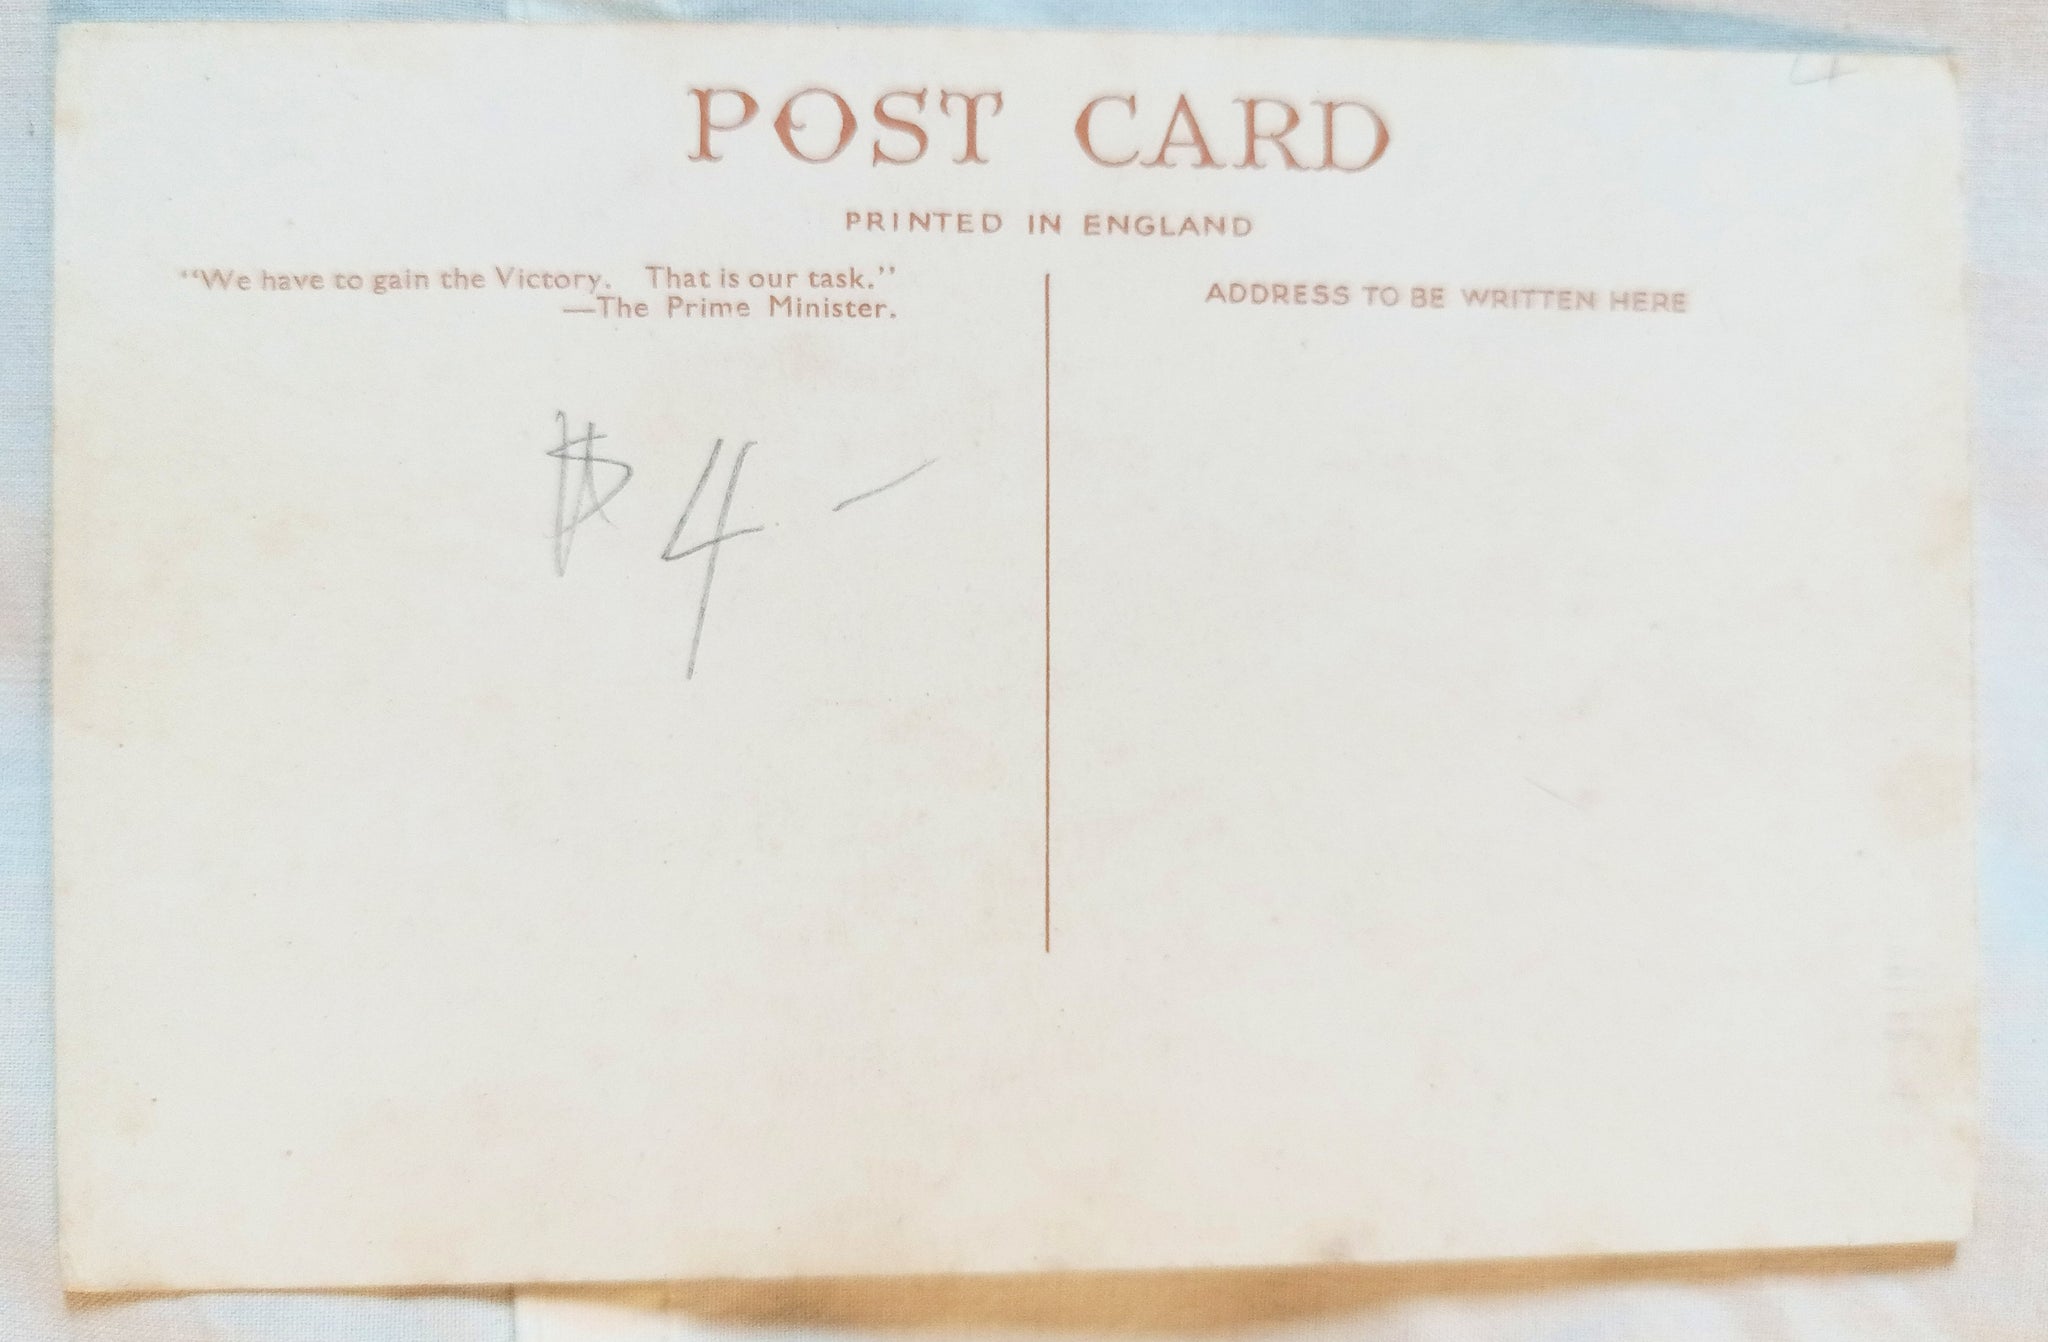 POST CARD
PRINTED IN ENGLAND
“We have to gain the Victory. That is our task.”
—The Prime Minister.
ADDRESS TO BE WRITTEN HERE
$ 4 –
4